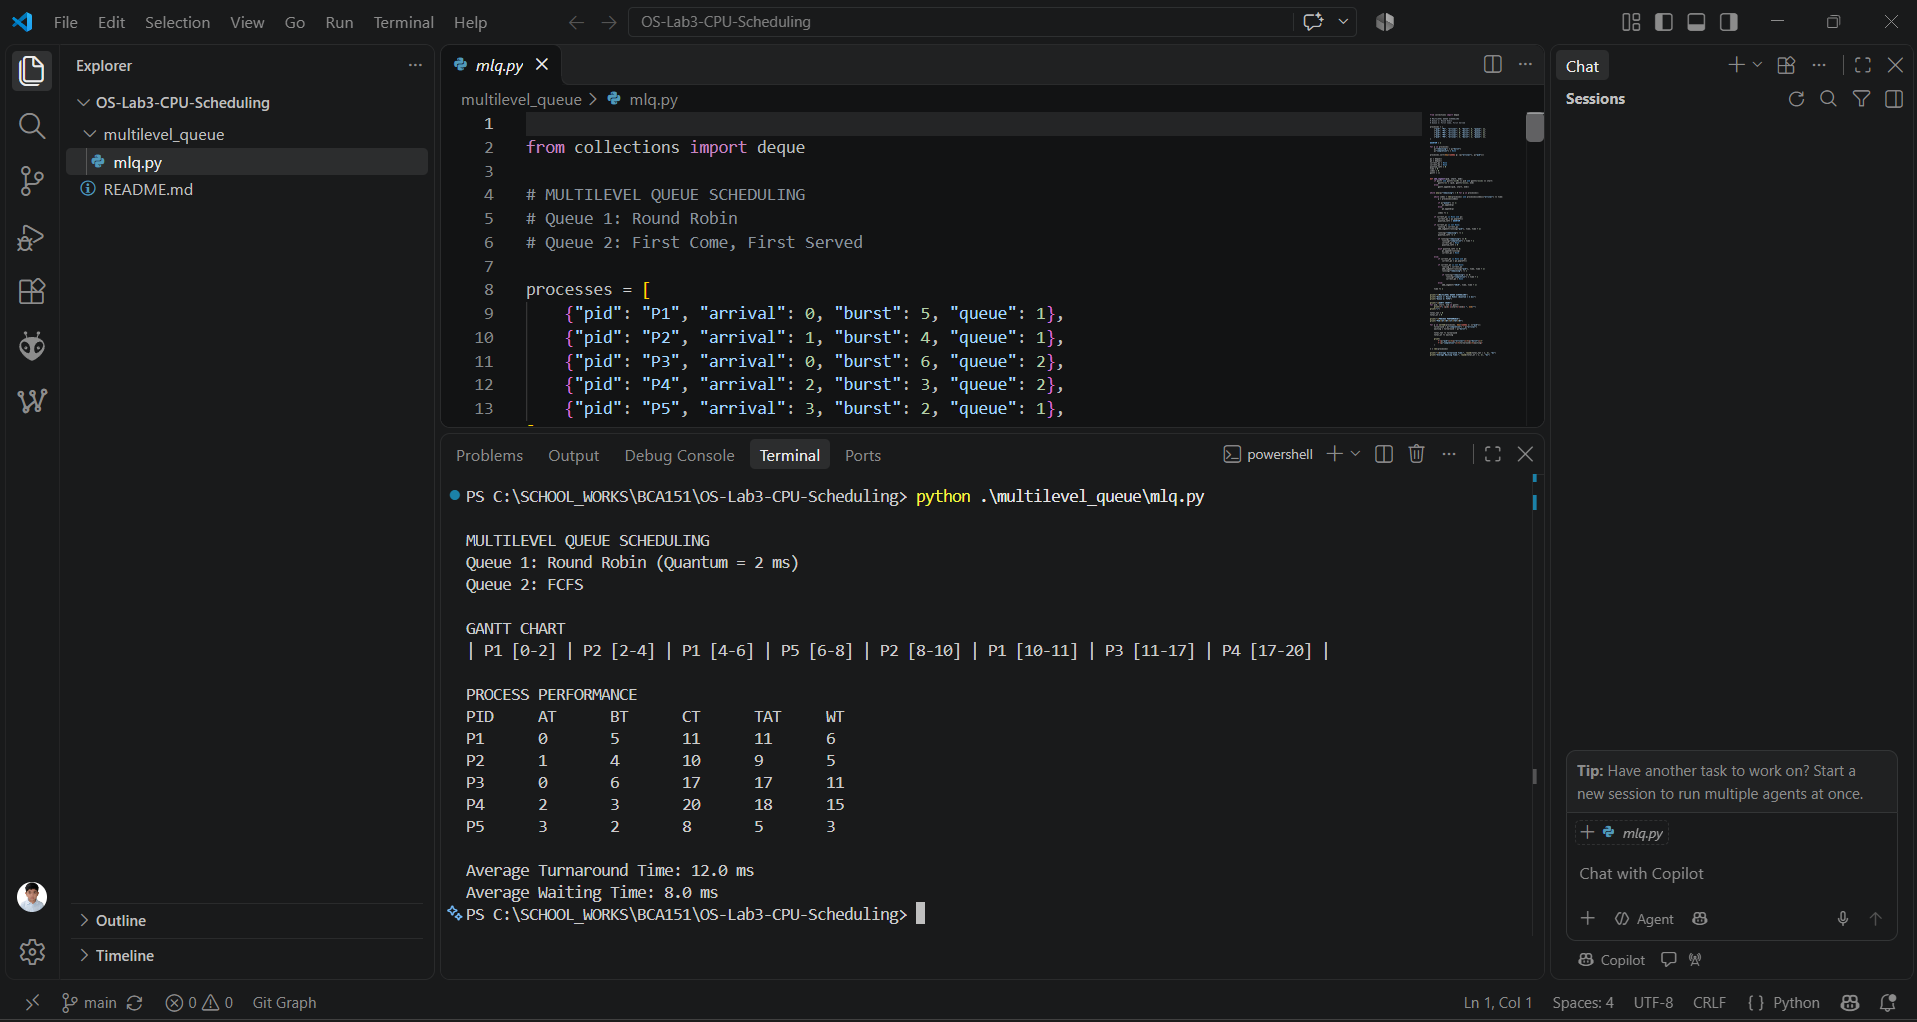 File Edit Selection View Go Run Terminal Help
OS-Lab3-CPU-Scheduling
Explorer
OS-Lab3-CPU-Scheduling
multilevel_queue
mlq.py
README.md
Outline
Timeline
mlq.py
multilevel_queue > mlq.py
1
2 from collections import deque
3
4 # MULTILEVEL QUEUE SCHEDULING
5 # Queue 1: Round Robin
6 # Queue 2: First Come, First Served
7
8 processes = [
9 {"pid": "P1", "arrival": 0, "burst": 5, "queue": 1},
10 {"pid": "P2", "arrival": 1, "burst": 4, "queue": 1},
11 {"pid": "P3", "arrival": 0, "burst": 6, "queue": 2},
12 {"pid": "P4", "arrival": 2, "burst": 3, "queue": 2},
13 {"pid": "P5", "arrival": 3, "burst": 2, "queue": 1},
Problems Output Debug Console Terminal Ports
powershell
PS C:\SCHOOL_WORKS\BCA151\OS-Lab3-CPU-Scheduling> python .\multilevel_queue\mlq.py
MULTILEVEL QUEUE SCHEDULING
Queue 1: Round Robin (Quantum = 2 ms)
Queue 2: FCFS
GANTT CHART
| P1 [0-2] | P2 [2-4] | P1 [4-6] | P5 [6-8] | P2 [8-10] | P1 [10-11] | P3 [11-17] | P4 [17-20] |
PROCESS PERFORMANCE
PID AT BT CT TAT WT
P1 0 5 11 11 6
P2 1 4 10 9 5
P3 0 6 17 17 11
P4 2 3 20 18 15
P5 3 2 8 5 3
Average Turnaround Time: 12.0 ms
Average Waiting Time: 8.0 ms
PS C:\SCHOOL_WORKS\BCA151\OS-Lab3-CPU-Scheduling>
Chat
Sessions
Tip: Have another task to work on? Start a
new session to run multiple agents at once.
mlq.py
Chat with Copilot
Agent
Copilot
main 0 0 Git Graph
Ln 1, Col 1 Spaces: 4 UTF-8 CRLF { } Python